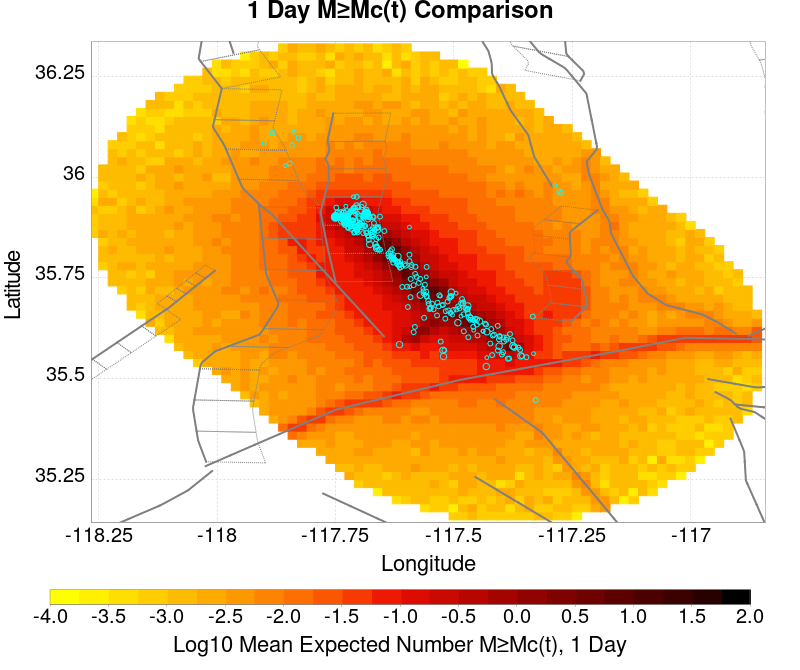 1 Day M≥Mc(t) Comparison
36.25
36
35.75
35.5
35.25
Latitude
-118.25 -118 -117.75 -117.5 -117.25 -117
Longitude
-4.0 -3.5 -3.0 -2.5 -2.0 -1.5 -1.0 -0.5 0.0 0.5 1.0 1.5 2.0
Log10 Mean Expected Number M≥Mc(t), 1 Day